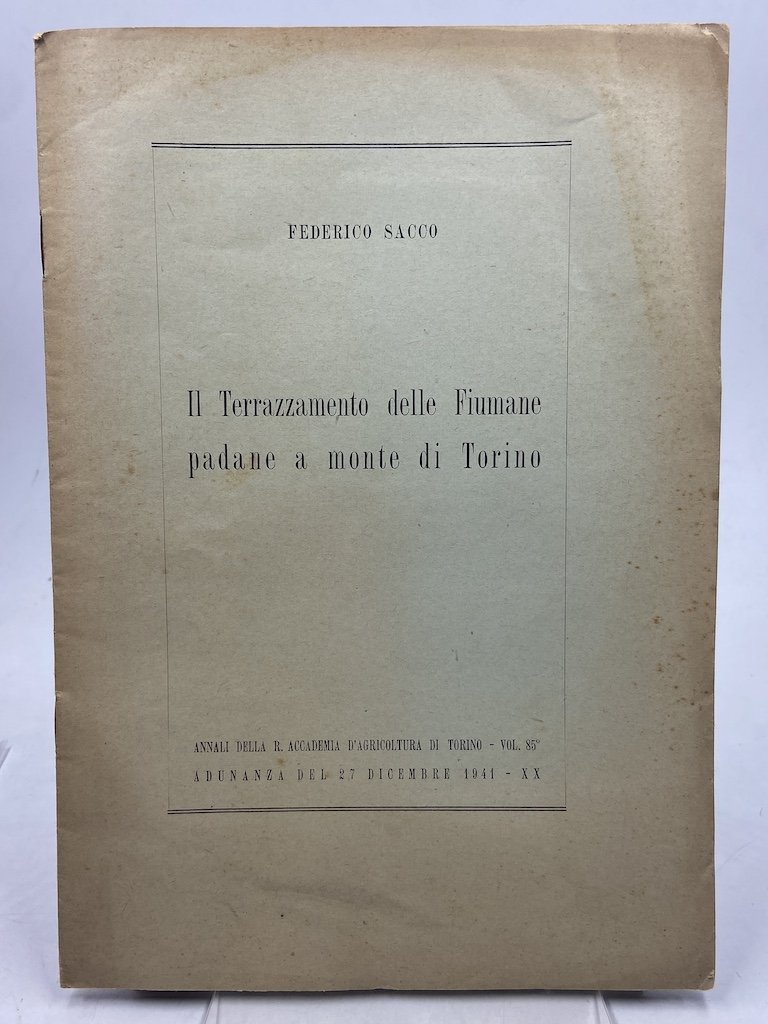 FEDERICO SACCO
Il Terrazzamento delle Fiumane
padane a monte di Torino
ANNALI DELLA R. ACCADEMIA D'AGRICOLTURA DI TORINO - VOL. 85°
ADUNANZA DEL 27 DICEMBRE 1941 - XX